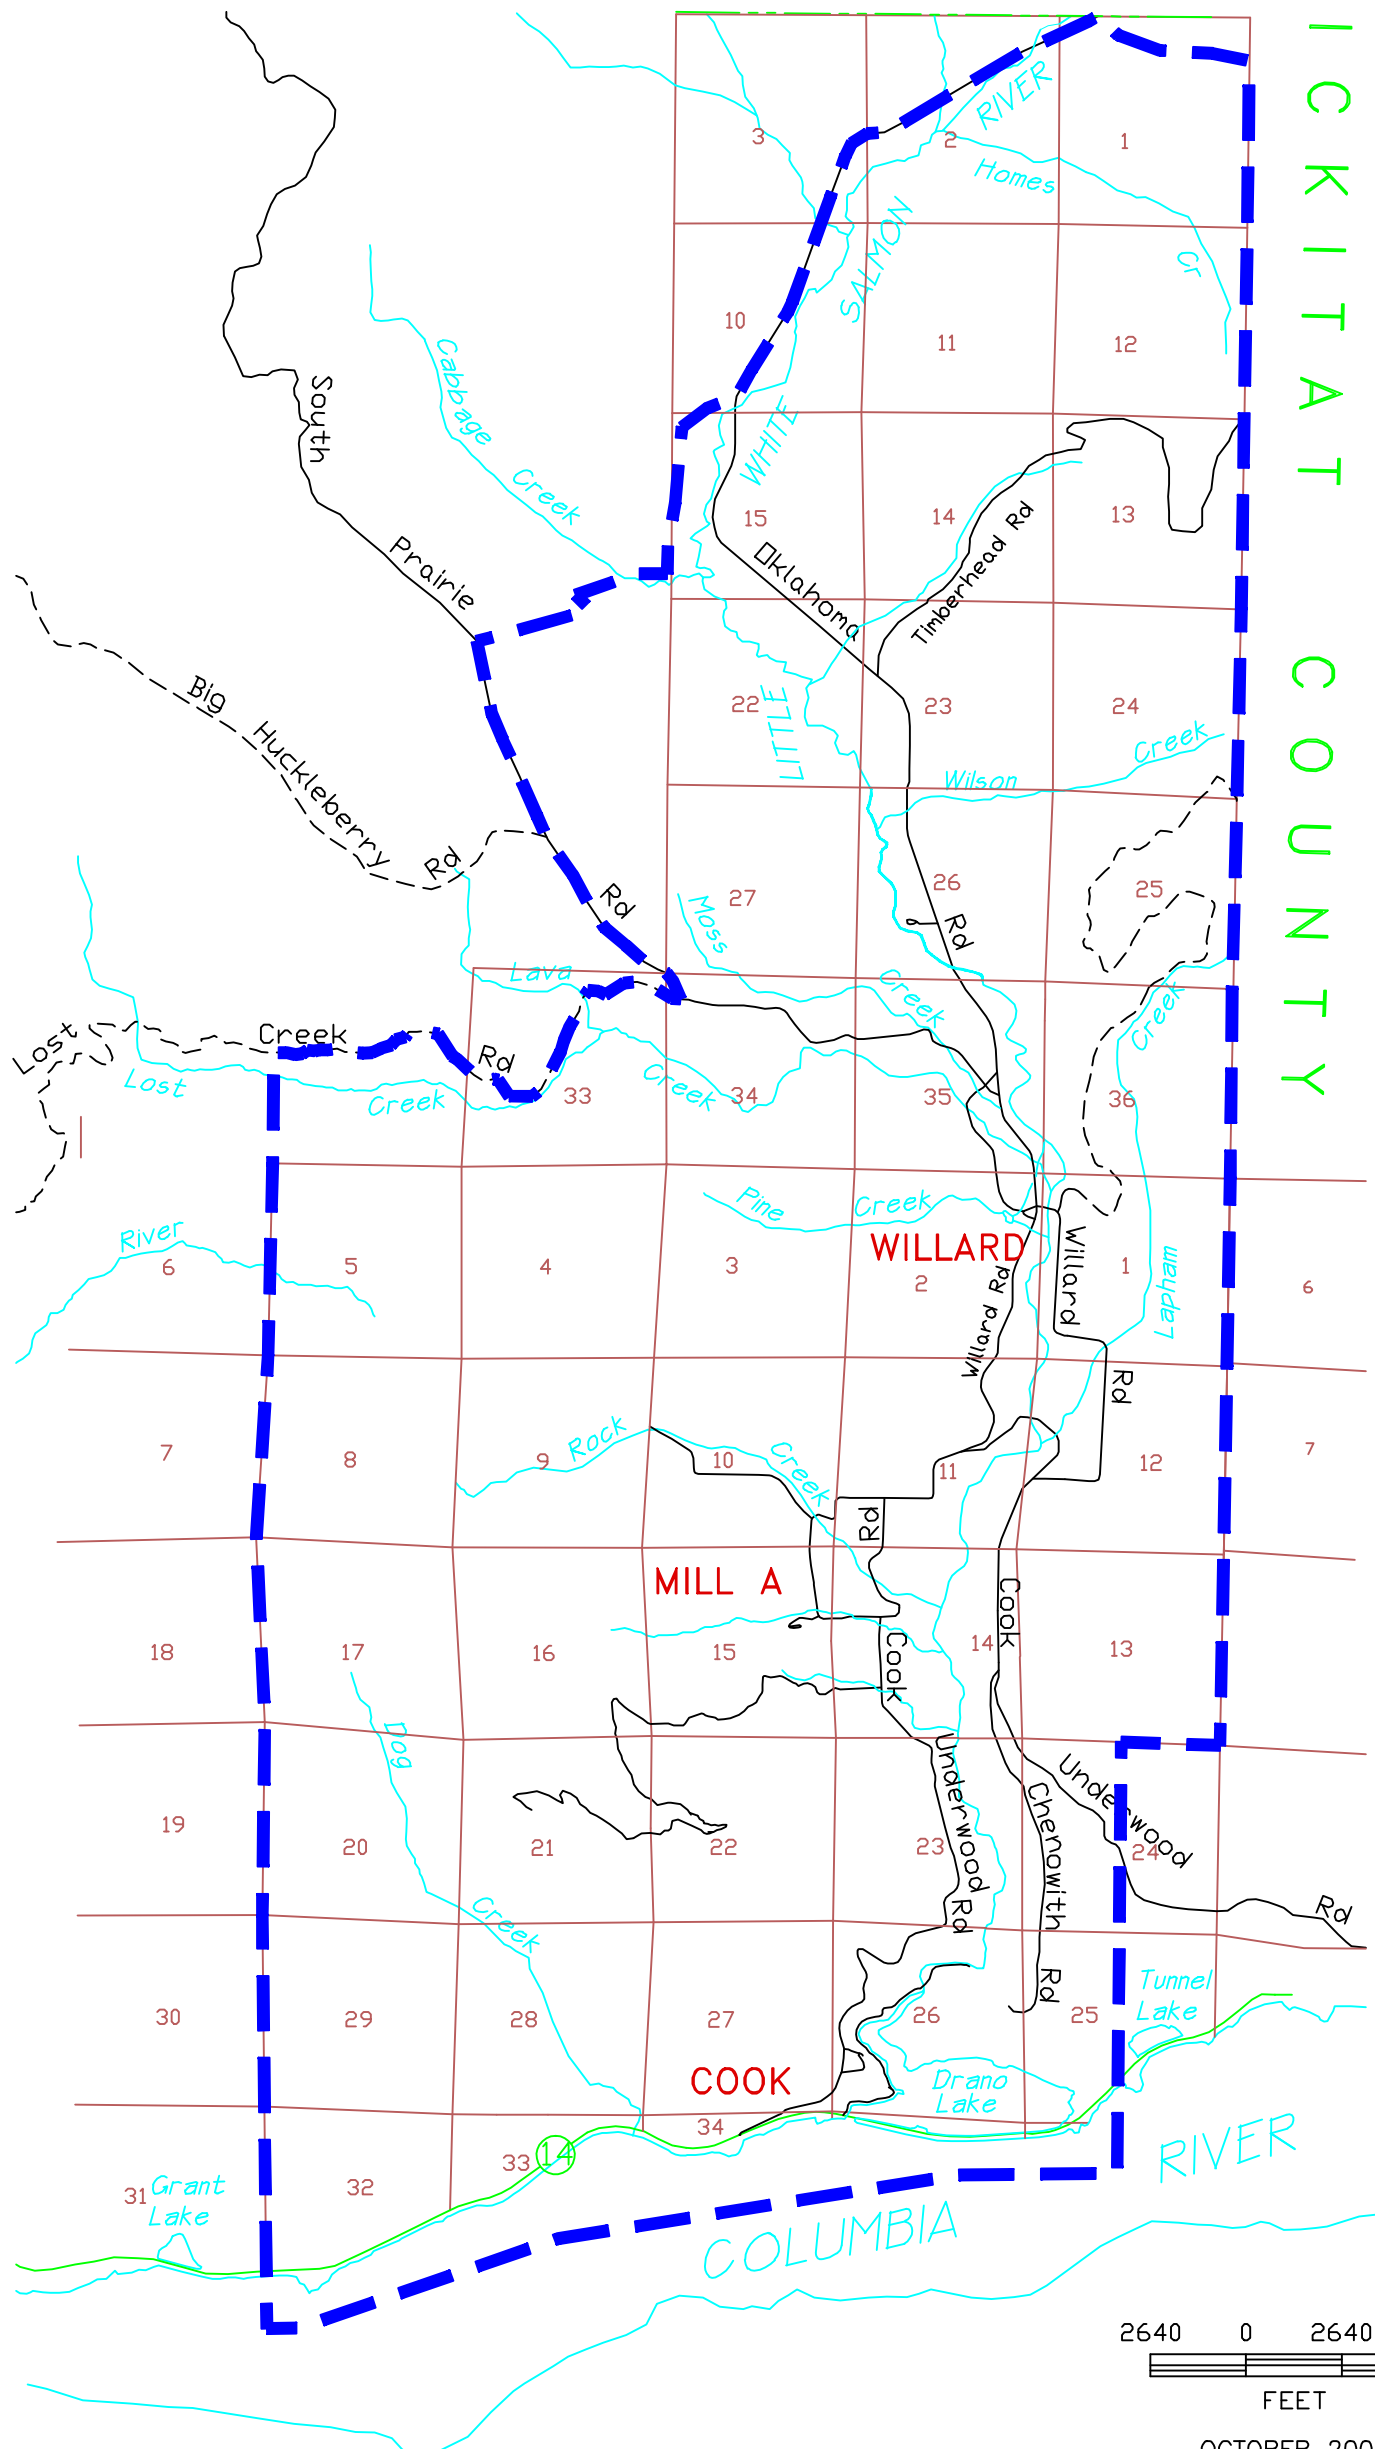 ICKITAT COUNTY
RIVER
3
2
1
Homes
Cr
SALMON
10
11
12
Cabbage
Creek
South
WHITE
15
14
13
Oklahoma
Timberhead Rd
Prairie
Big
Huckleberry
Rd
22
LITTLE
23
24
Creek
Wilson
27
26
25
Rd
Rd
Moss
Creek
Lava
Creek
Lost
Creek
Rd
Lost
Creek
33
Creek
34
35
36
Creek
Pine
Creek
River
6
5
4
3
WILLARD
2
1
6
Willard
Lapham
Willard Rd
Rd
7
8
9
Rock
10
Creek
11
12
7
Rd
MILL A
Cook
18
17
16
15
Cook
14
13
Dog
Underwood
Rd
Chenowith
Rd
Underwood
Rd
19
20
21
22
23
24
Creek
30
29
28
27
26
25
Tunnel
Lake
COOK
Drano
Lake
34
14
33
31
Grant
Lake
32
RIVER
COLUMBIA
2640 0 2640
FEET
OCTOBER 200